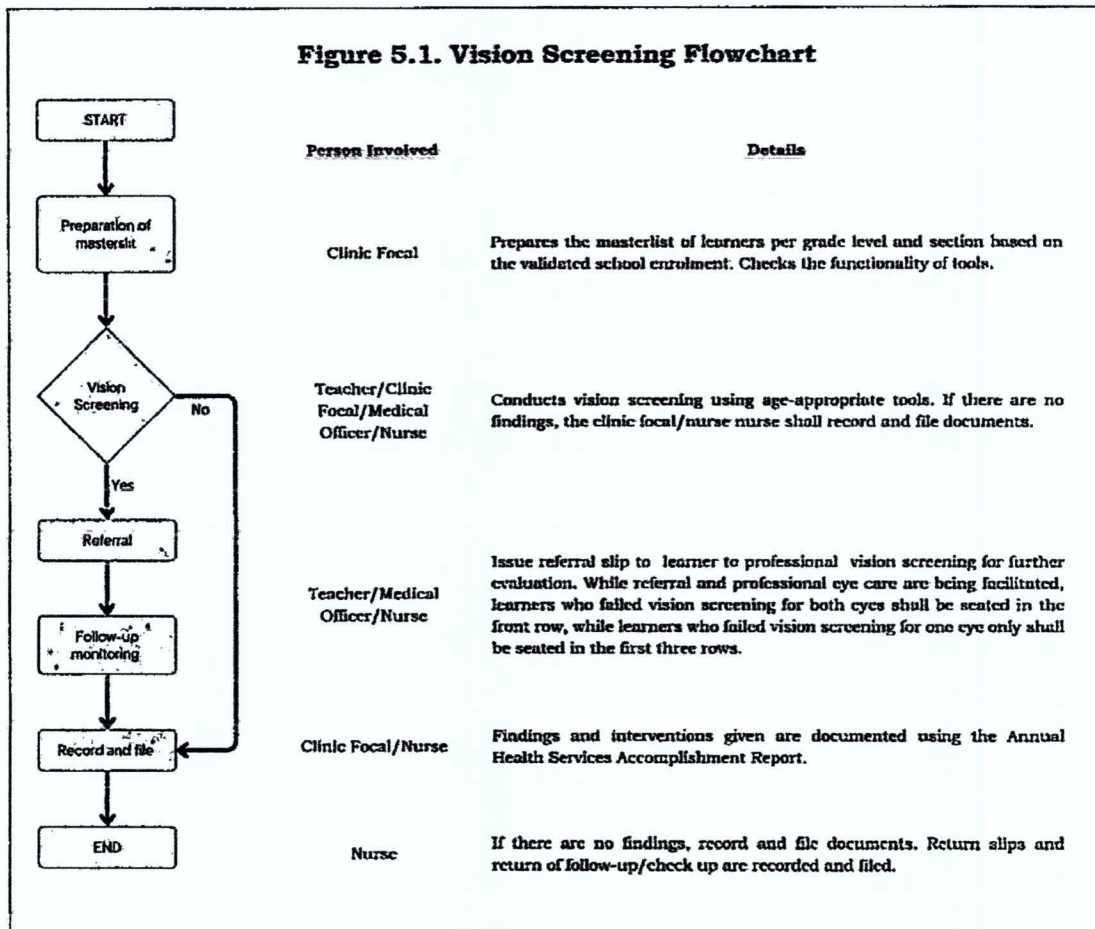 Figure 5.1. Vision Screening Flowchart
START
Person Involved
Details
Preparation of
masterslit
Clinic Focal
Prepares the masterlist of learners per grade level and section based on
the validated school enrolment. Checks the functionality of tools.
Vision
Screening
No
Teacher/Clinic
Focal/Medical
Officer/Nurse
Conducts vision screening using age-appropriate tools. If there are no
findings, the clinic focal/nurse nurse shall record and file documents.
Yes
Referral
Follow-up
monitoring
Teacher/Medical
Officer/Nurse
Issue referral slip to learner to professional vision screening for further
evaluation. While referral and professional eye care are being facilitated,
learners who failed vision screening for both eyes shall be seated in the
front row, while learners who failed vision screening for one eye only shall
be seated in the first three rows.
Record and file
Clinic Focal/Nurse
Findings and interventions given are documented using the Annual
Health Services Accomplishment Report.
END
Nurse
If there are no findings, record and file documents. Return slips and
return of follow-up/check up are recorded and filed.